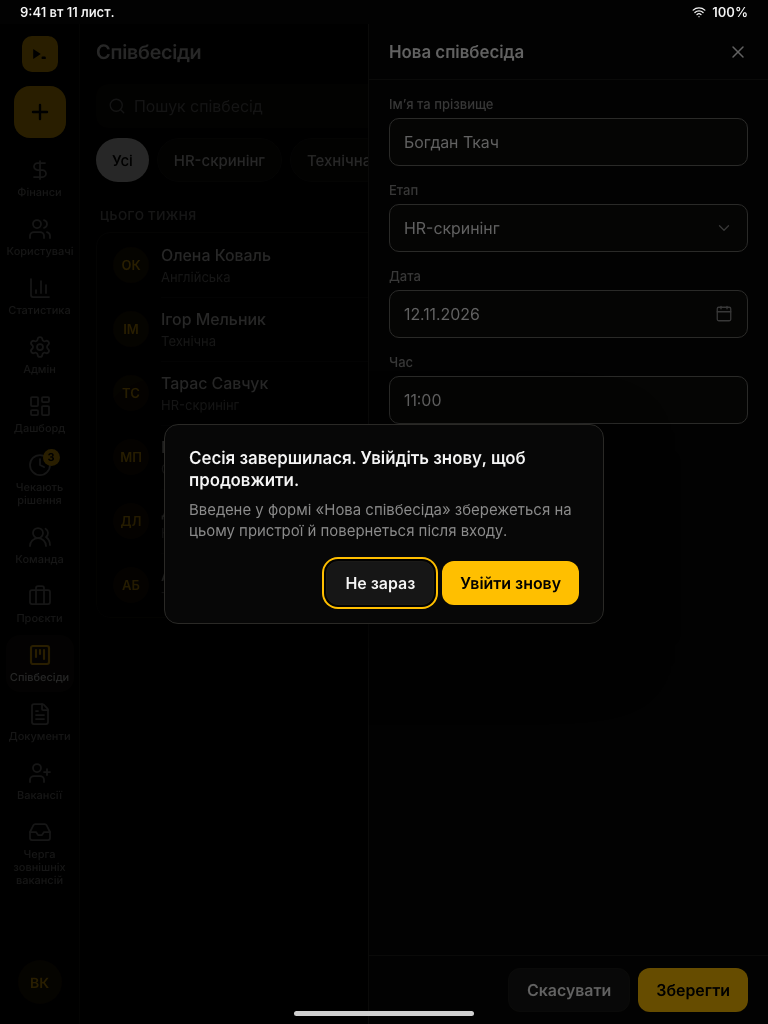 9:41 вт 11 лист.
100%
Співбесіди
Пошук співбесід
Усі
HR-скринінг
Технічна
ЦЬОГО ТИЖНЯ
ОК
Олена Коваль
Англійська
ІМ
Ігор Мельник
Технічна
ТС
Тарас Савчук
HR-скринінг
МП
ДЛ
АБ
Фінанси
Користувачі
Статистика
Адмін
Дашборд
3
Чекають
рішення
Команда
Проєкти
Співбесіди
Документи
Вакансії
Черга
зовнішніх
вакансій
ВК
Нова співбесіда
Ім’я та прізвище
Богдан Ткач
Етап
HR-скринінг
Дата
12.11.2026
Час
11:00
Сесія завершилася. Увійдіть знову, щоб
продовжити.
Введене у формі «Нова співбесіда» збережеться на
цьому пристрої й повернеться після входу.
Не зараз
Увійти знову
Скасувати
Зберегти